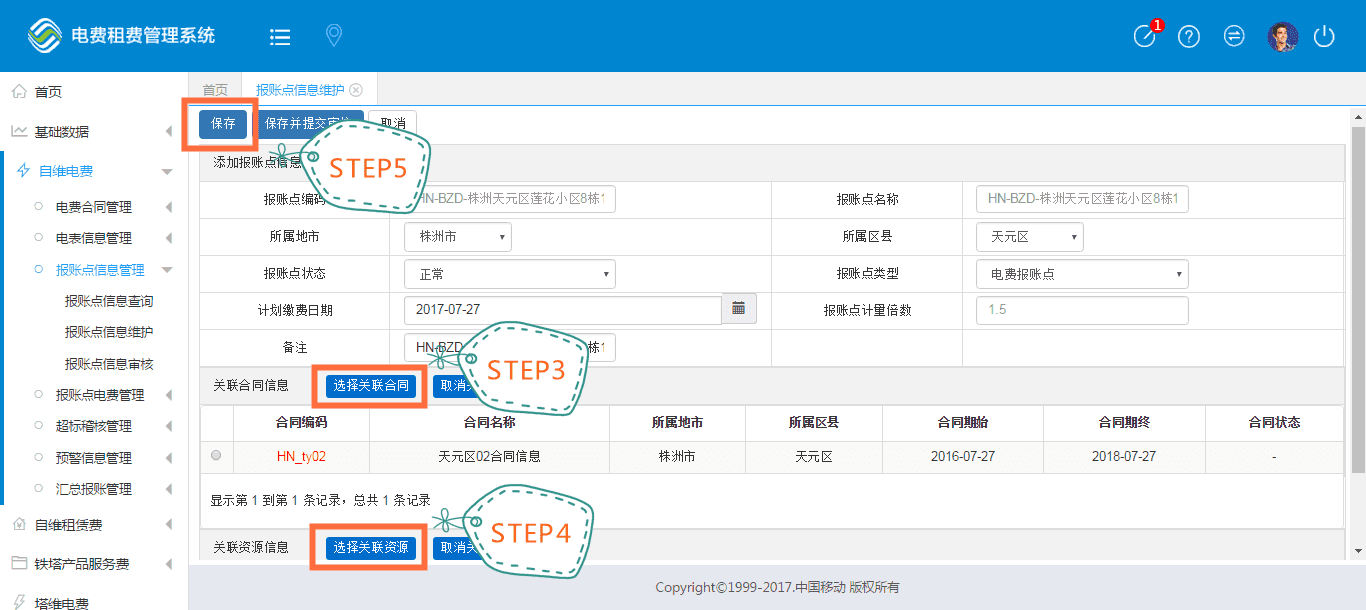 电费租费管理系统
1
首页
基础数据
自维电费
电费合同管理
电表信息管理
报账点信息管理
报账点信息查询
报账点信息维护
报账点信息审核
报账点电费管理
超标稽核管理
预警信息管理
汇总报账管理
自维租赁费
铁塔产品服务费
塔维电费
首页 报账点信息维护
保存 保存并提交审 取消
STEP5
添加报账点信息
报账点编码 HN-BZD-株洲天元区莲花小区8栋1 报账点名称 HN-BZD-株洲天元区莲花小区8栋1
所属地市 株洲市 所属区县 天元区
报账点状态 正常 报账点类型 电费报账点
计划缴费日期 2017-07-27 报账点计量倍数 1.5
备注 HN-BZD 栋1
STEP3
关联合同信息 选择关联合同 取消关
合同编码 合同名称 所属地市 所属区县 合同期始 合同期终 合同状态
HN_ty02 天元区02合同信息 株洲市 天元区 2016-07-27 2018-07-27 -
显示第 1 到第 1 条记录，总共 1 条记录
STEP4
关联资源信息 选择关联资源 取消关
Copyright©1999-2017.中国移动 版权所有